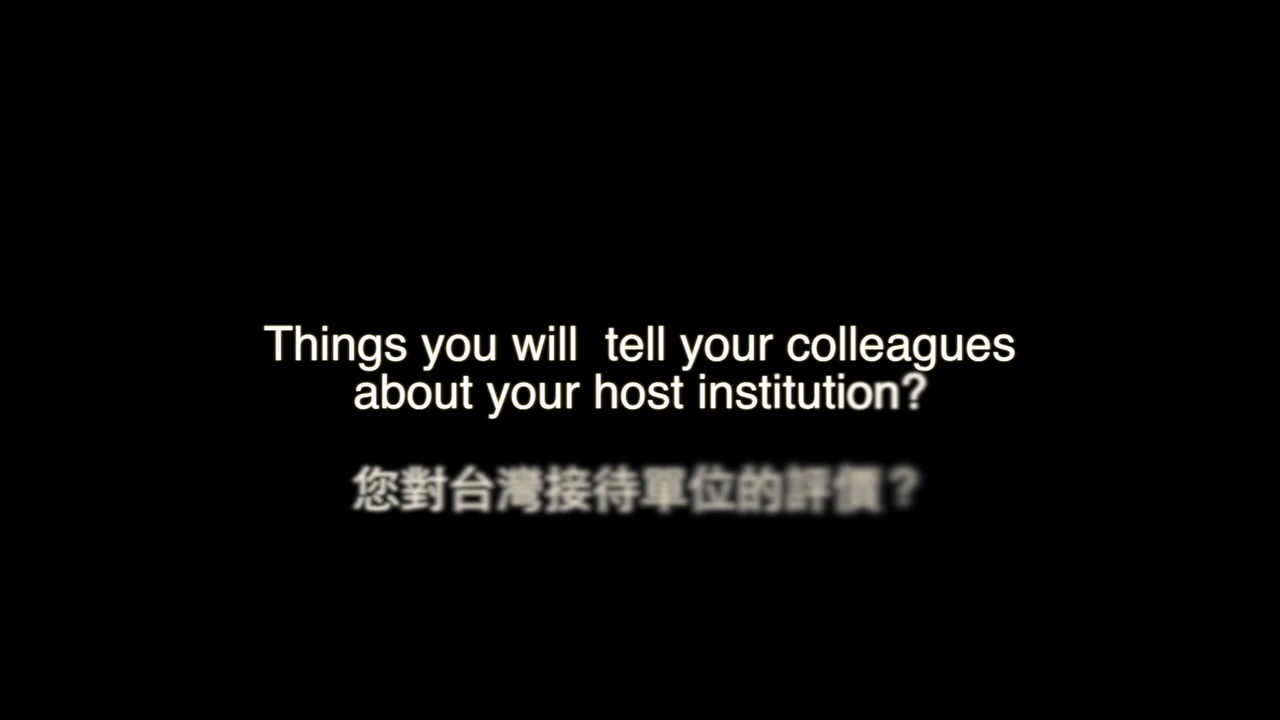 Things you will  tell your colleagues
about your host institution?
您對台灣接待單位的評價？